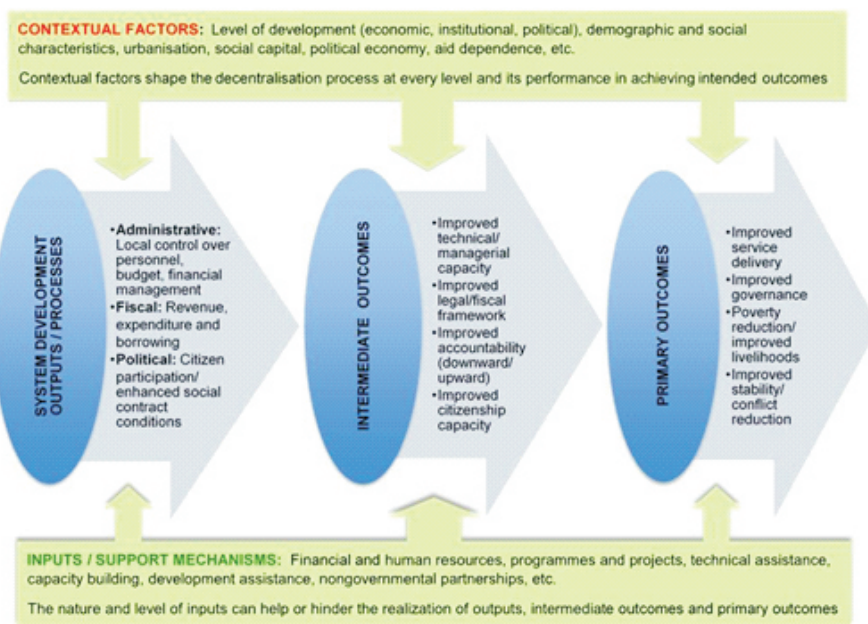 CONTEXTUAL FACTORS: Level of development (economic, institutional, political), demographic and social
characteristics, urbanisation, social capital, political economy, aid dependence, etc.
Contextual factors shape the decentralisation process at every level and its performance in achieving intended outcomes
SYSTEM DEVELOPMENT
OUTPUTS / PROCESSES
•Administrative:
Local control over
personnel,
budget, financial
management
•Fiscal: Revenue,
expenditure and
borrowing
•Political: Citizen
participation/
enhanced social
contract
conditions
INTERMEDIATE OUTCOMES
•Improved
technical/
managerial
capacity
•Improved
legal/fiscal
framework
•Improved
accountability
(downward/
upward)
•Improved
citizenship
capacity
PRIMARY OUTCOMES
•Improved
service
delivery
•Improved
governance
•Poverty
reduction/
improved
livelihoods
•Improved
stability/
conflict
reduction
INPUTS / SUPPORT MECHANISMS: Financial and human resources, programmes and projects, technical assistance,
capacity building, development assistance, nongovernmental partnerships, etc.
The nature and level of inputs can help or hinder the realization of outputs, intermediate outcomes and primary outcomes